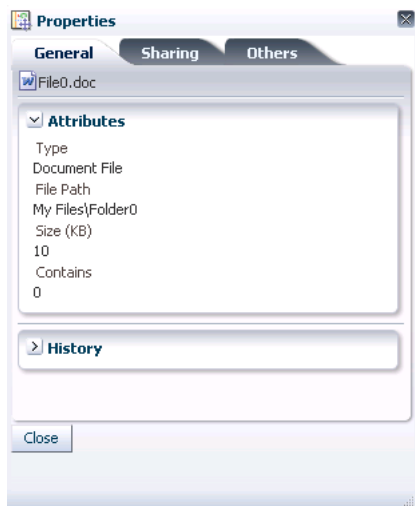 Properties
General Sharing Others
File0.doc
Attributes
Type
Document File
File Path
My Files\Folder0
Size (KB)
10
Contains
0
History
Close